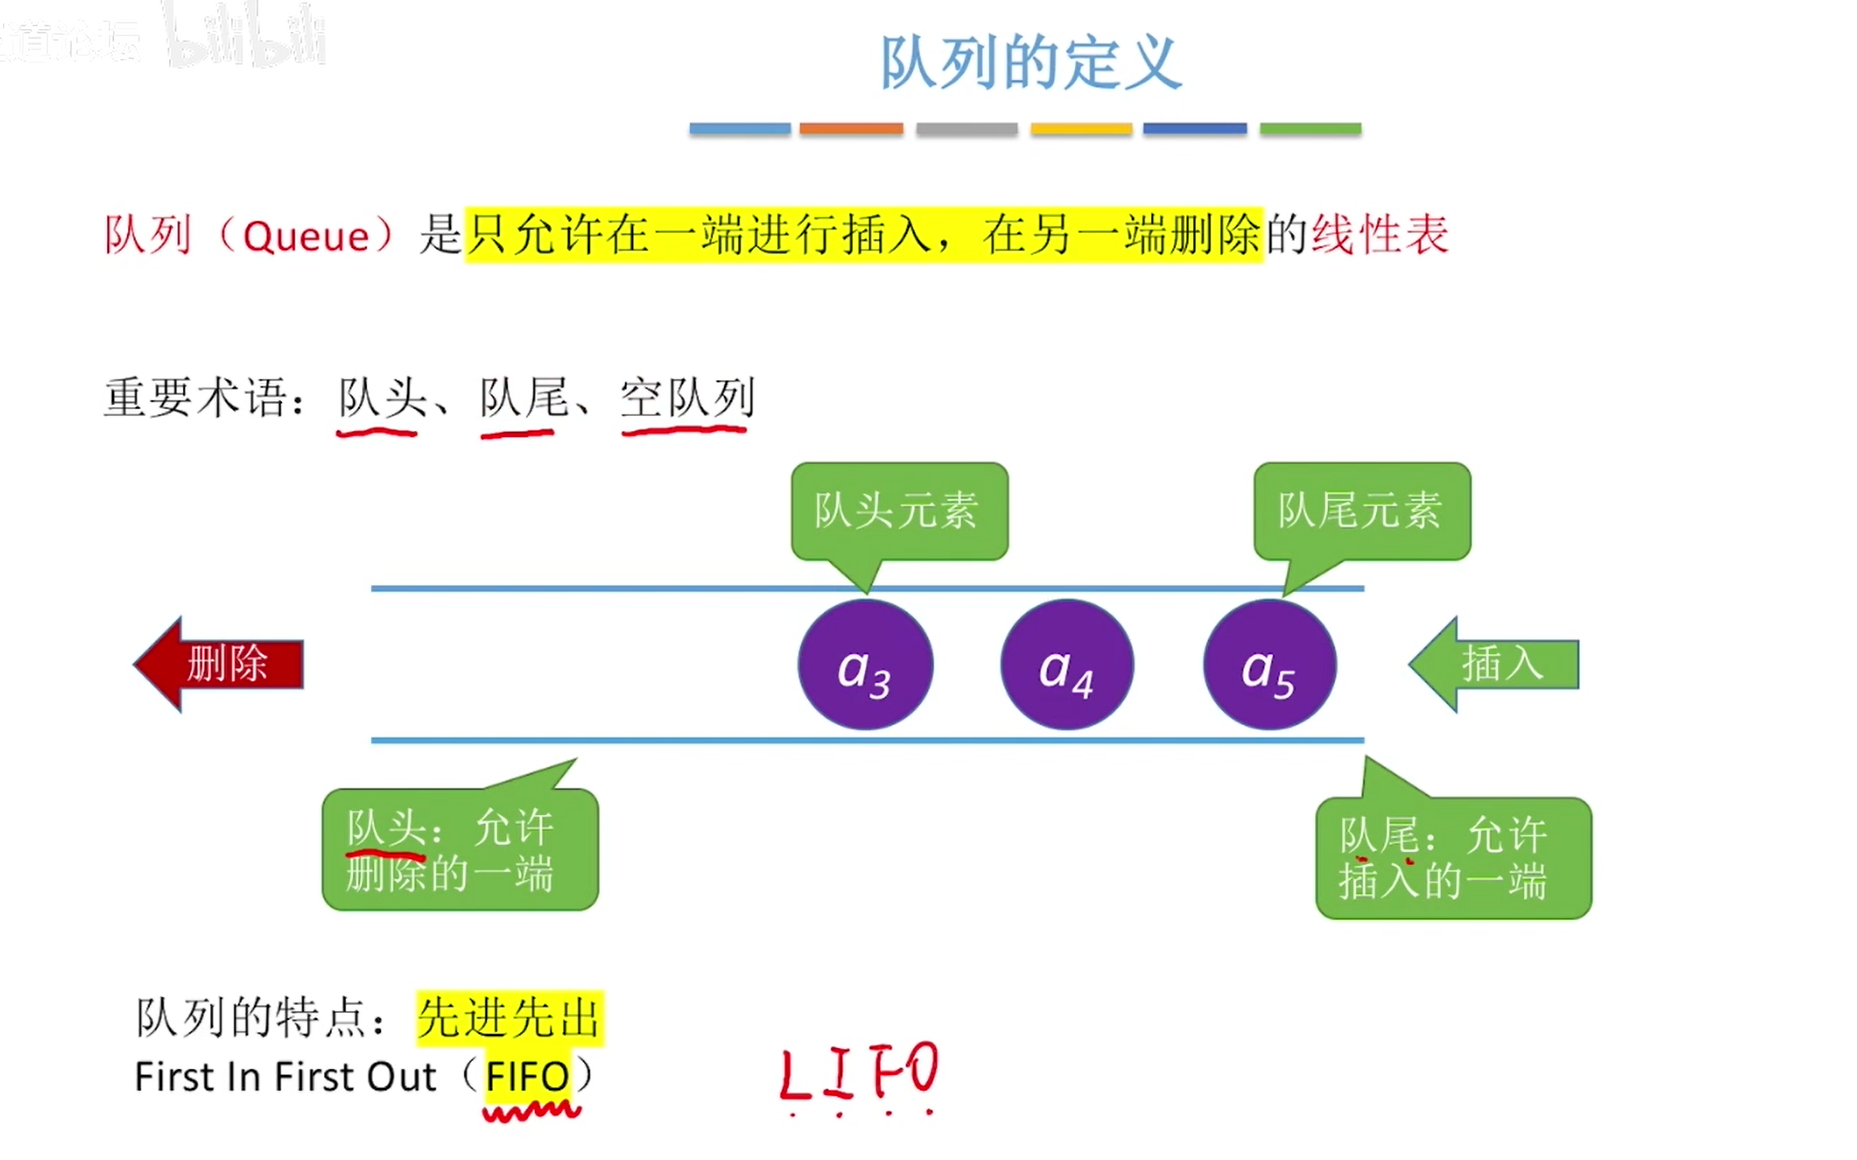 道论坛 bilibili
队列的定义
队列（Queue）是只允许在一端进行插入，在另一端删除的线性表
重要术语：队头、队尾、空队列
队头元素
队尾元素
删除
a3
a4
a5
插入
队头：允许
删除的一端
队尾：允许
插入的一端
队列的特点：先进先出
First In First Out（FIFO）
LIFO